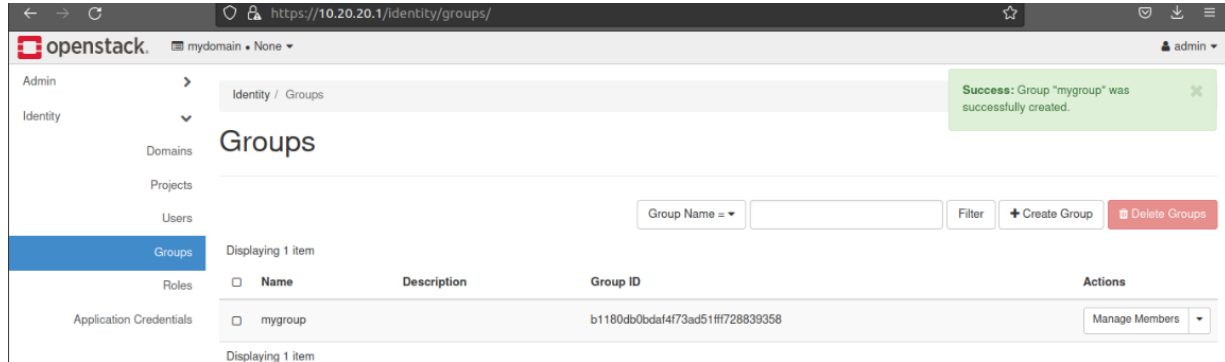 https://10.20.20.1/identity/groups/
openstack. mydomain • None admin
Admin
Identity
Domains
Projects
Users
Groups
Roles
Application Credentials
Identity / Groups
Success: Group "mygroup" was
successfully created.
Groups
Group Name = Filter + Create Group Delete Groups
Displaying 1 item
Name Description Group ID Actions
mygroup b1180db0bdaf4f73ad51fff728839358 Manage Members
Displaying 1 item